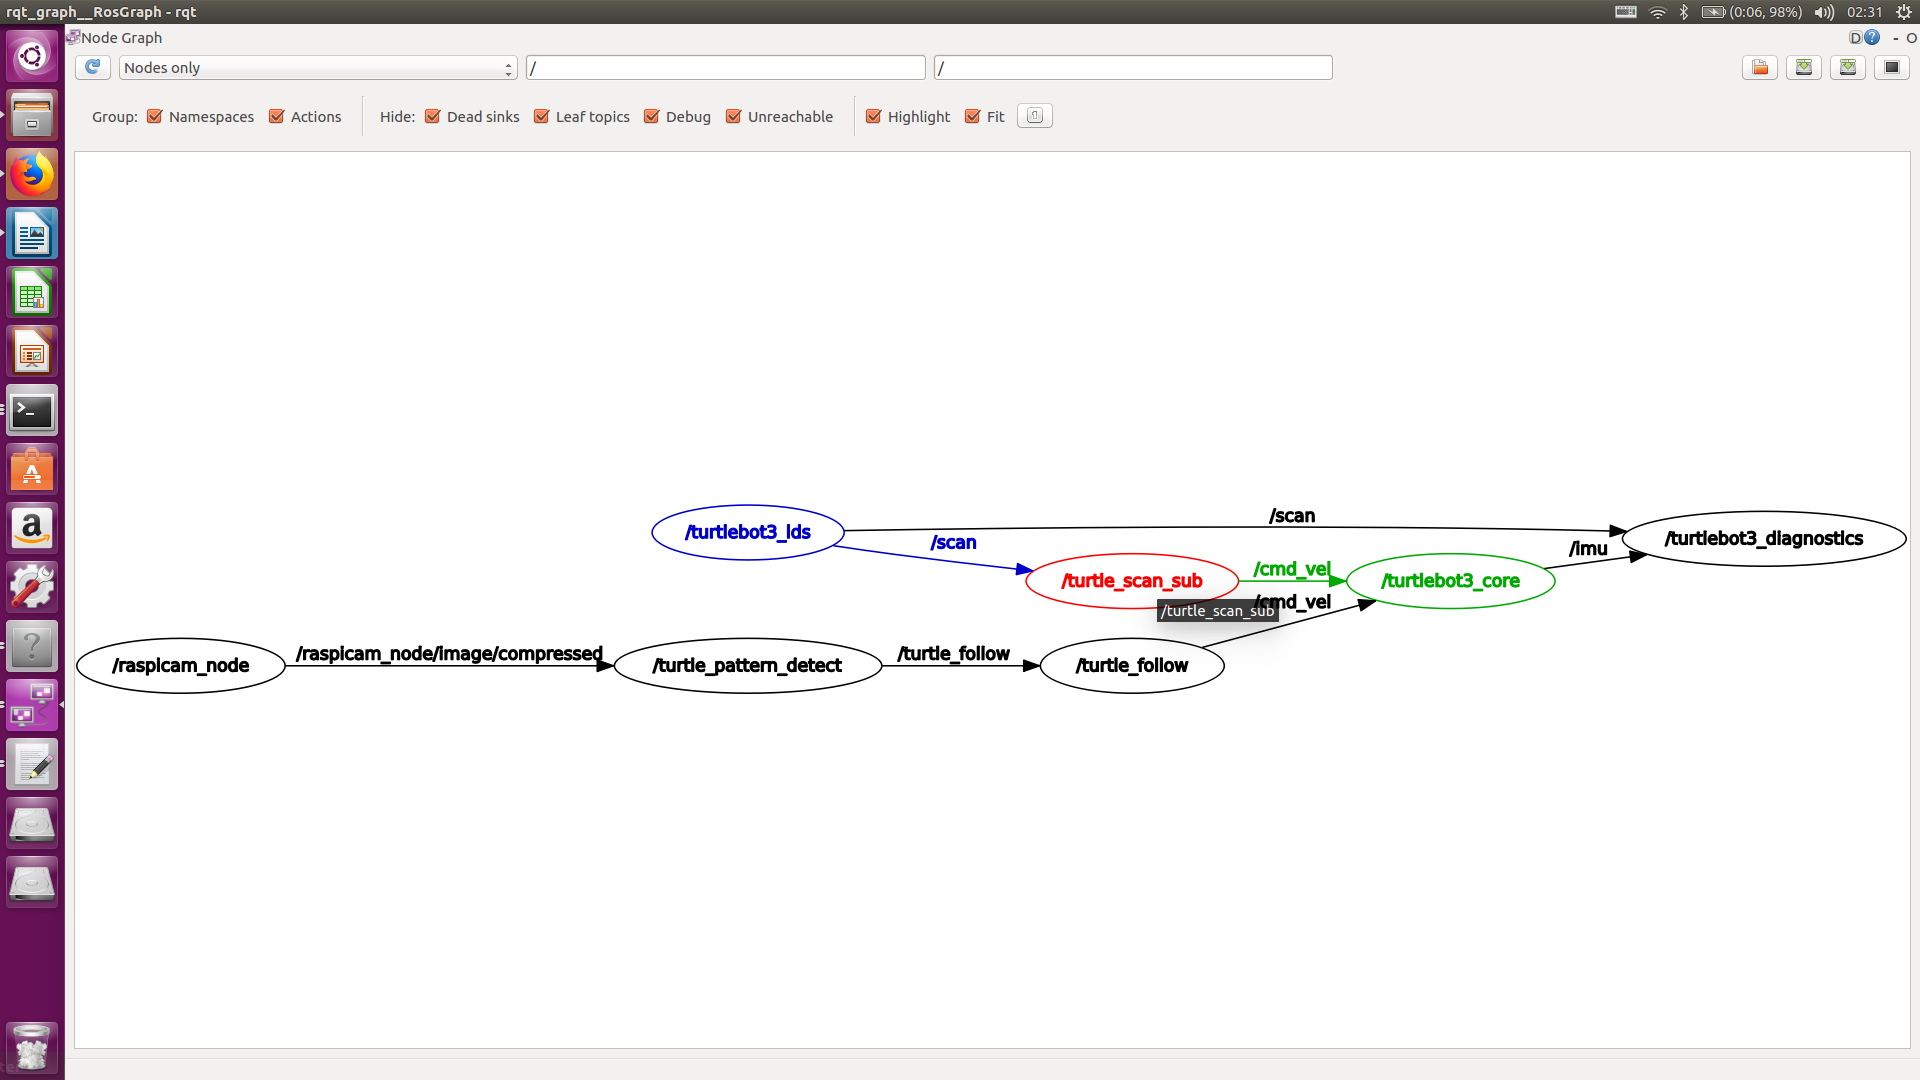 rqt_graph__RosGraph - rqt
(0:06, 98%)
02:31
Node Graph
D
- O
Nodes only
/
/
Group:
Namespaces
Actions
Hide:
Dead sinks
Leaf topics
Debug
Unreachable
Highlight
Fit
/scan
/turtlebot3_lds
/turtlebot3_diagnostics
/scan
/imu
/cmd_vel
/turtle_scan_sub
/turtlebot3_core
/cmd_vel
/turtle_scan_sub
/raspicam_node
/raspicam_node/image/compressed
/turtle_pattern_detect
/turtle_follow
/turtle_follow